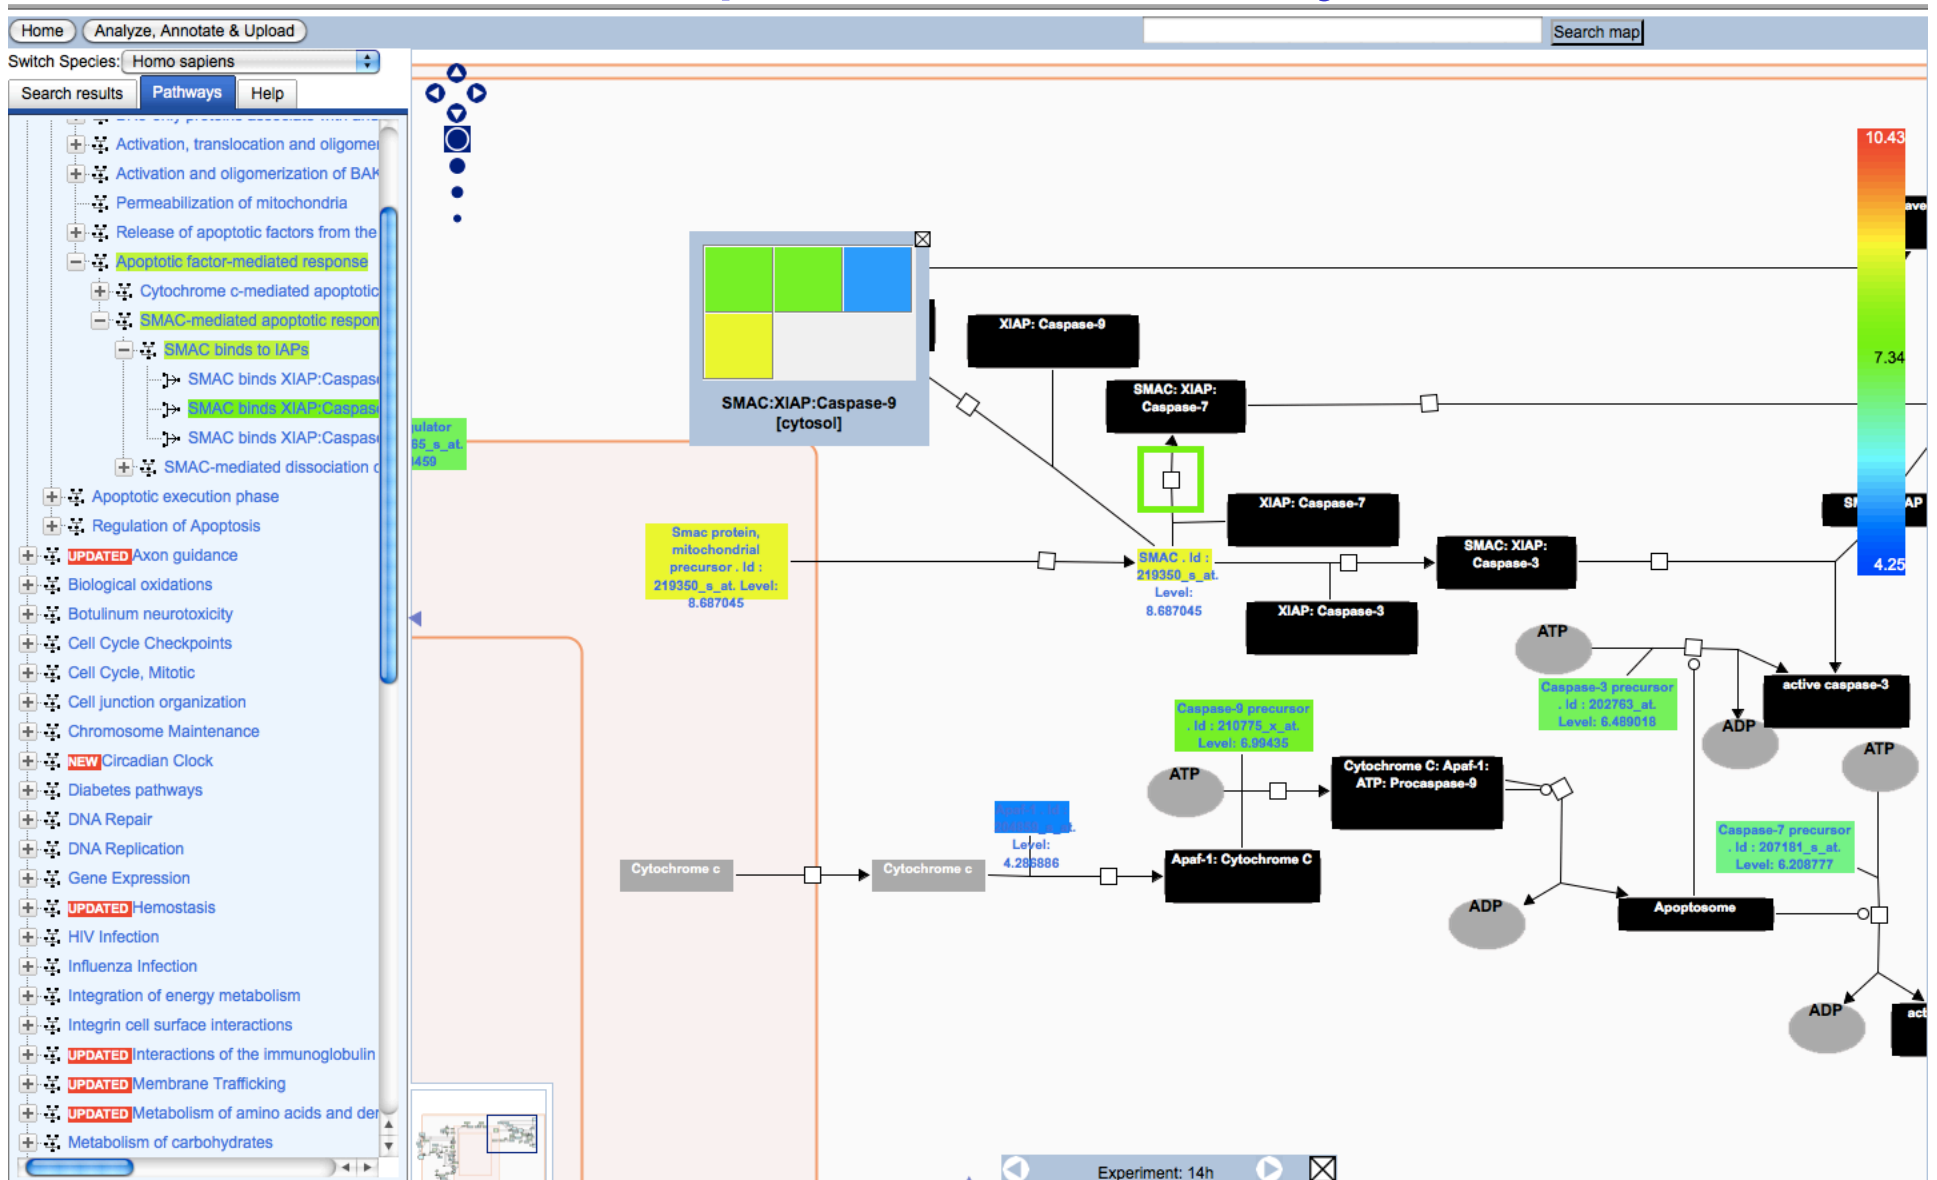 Home
Analyze, Annotate & Upload
Search map
Switch Species:
Homo sapiens
Search results
Pathways
Help
Activation, translocation and oligomer
Activation and oligomerization of BAK
Permeabilization of mitochondria
Release of apoptotic factors from the
Apoptotic factor-mediated response
Cytochrome c-mediated apoptotic
SMAC-mediated apoptotic respon
SMAC binds to IAPs
SMAC binds XIAP:Caspase
SMAC binds XIAP:Caspase
SMAC binds XIAP:Caspase
SMAC-mediated dissociation
Apoptotic execution phase
Regulation of Apoptosis
UPDATED Axon guidance
Biological oxidations
Botulinum neurotoxicity
Cell Cycle Checkpoints
Cell Cycle, Mitotic
Cell junction organization
Chromosome Maintenance
NEW Circadian Clock
Diabetes pathways
DNA Repair
DNA Replication
Gene Expression
UPDATED Hemostasis
HIV Infection
Influenza Infection
Integration of energy metabolism
Integrin cell surface interactions
UPDATED Interactions of the immunoglobulin
UPDATED Membrane Trafficking
UPDATED Metabolism of amino acids and der
Metabolism of carbohydrates
SMAC:XIAP:Caspase-9
[cytosol]
XIAP: Caspase-9
SMAC: XIAP:
Caspase-7
XIAP: Caspase-7
Smac protein,
mitochondrial
precursor . Id :
219350_s_at. Level:
8.687045
SMAC . Id :
219350_s_at.
Level:
8.687045
SMAC: XIAP:
Caspase-3
XIAP: Caspase-3
10.43
7.34
4.25
ulator
65_s_at.
459
ATP
Caspase-3 precursor
. Id : 202763_at.
Level: 6.489018
active caspase-3
ADP
Caspase-9 precursor
. Id : 210775_x_at.
Level: 6.99435
ATP
Cytochrome C: Apaf-1:
ATP: Procaspase-9
ATP
Level:
4.286886
Caspase-7 precursor
. Id : 207181_s_at.
Level: 6.208777
Cytochrome c
Cytochrome c
Apaf-1: Cytochrome C
ADP
Apoptosome
ADP
act
Experiment: 14h